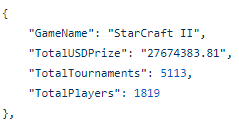 {
"GameName": "StarCraft II",
"TotalUSDPrize": "27674383.81",
"TotalTournaments": 5113,
"TotalPlayers": 1819
},